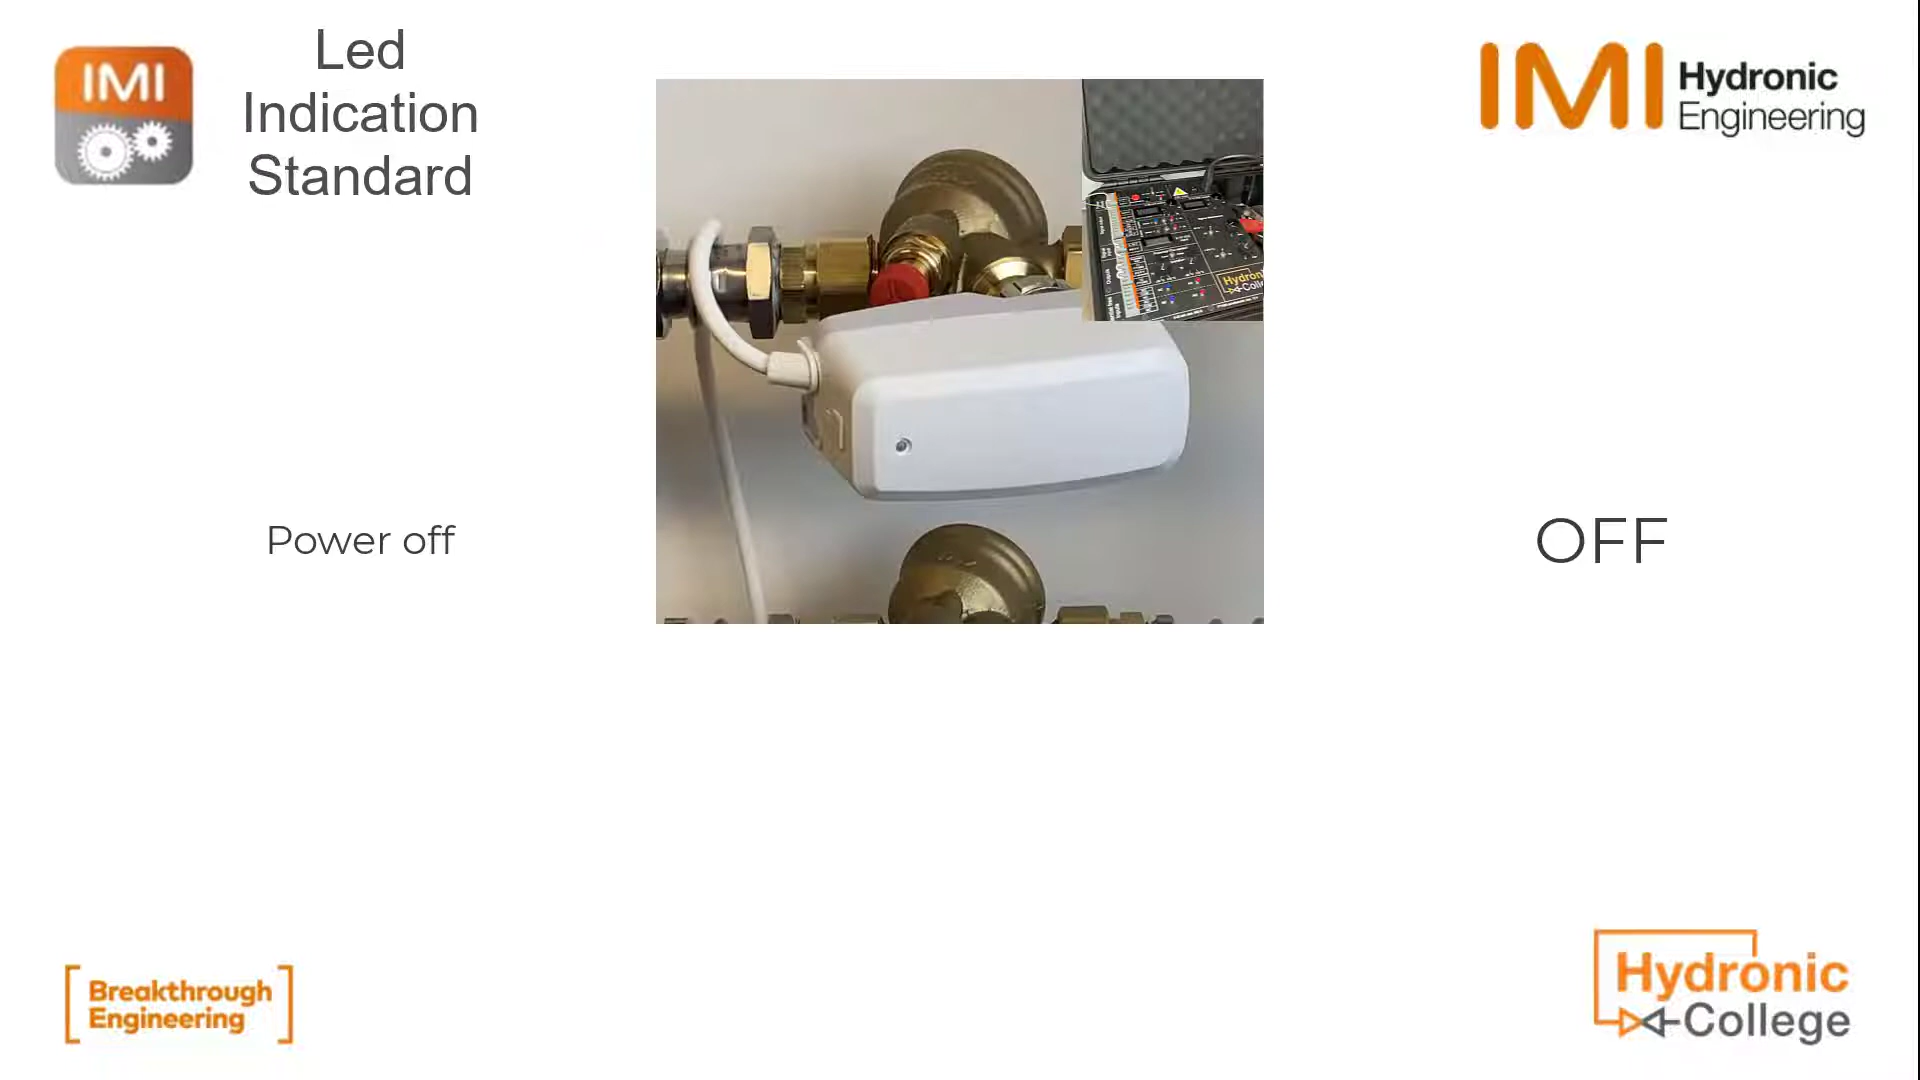 IMI
Led
Indication
Standard
IMI Hydronic
Engineering
Power off
OFF
Breakthrough
Engineering
Hydronic
College